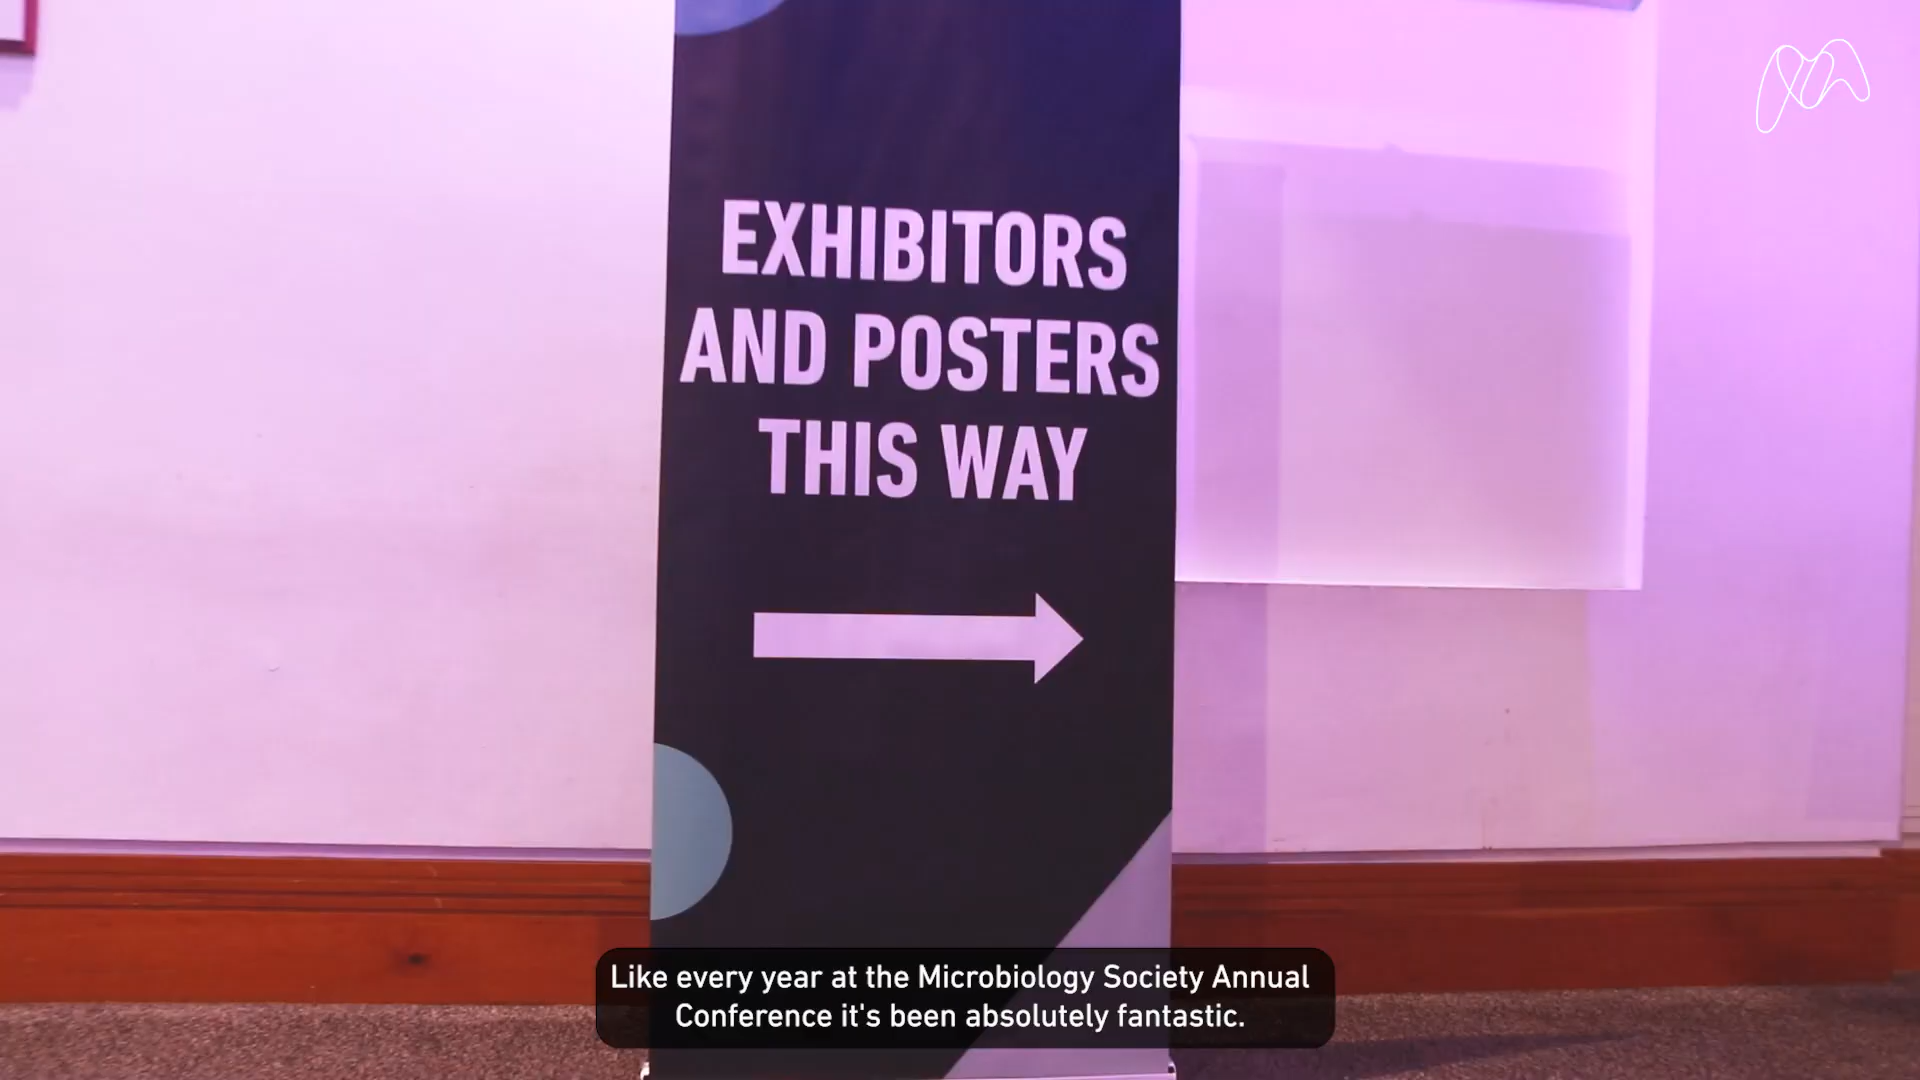 EXHIBITORS
AND POSTERS
THIS WAY
Like every year at the Microbiology Society Annual
Conference it's been absolutely fantastic.